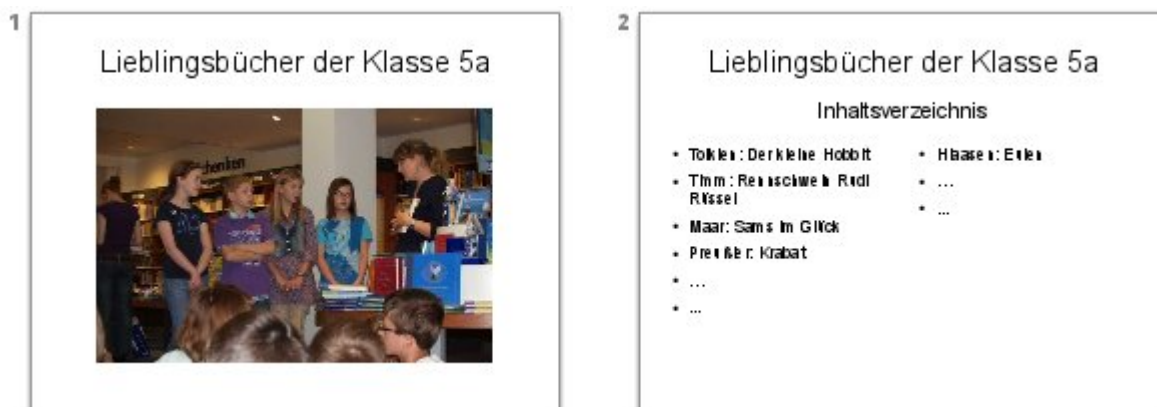 1
Lieblingsbücher der Klasse 5a
2
Lieblingsbücher der Klasse 5a
Inhaltsverzeichnis
• Tolkien: Der kleine Hobbit
• Timm: Rennschwein Rudi
Rüssel
• Maar: Sams im Glück
• Preußler: Krabat
• ...
• ...
• Hiaasen: Eulen
• ...
• ...